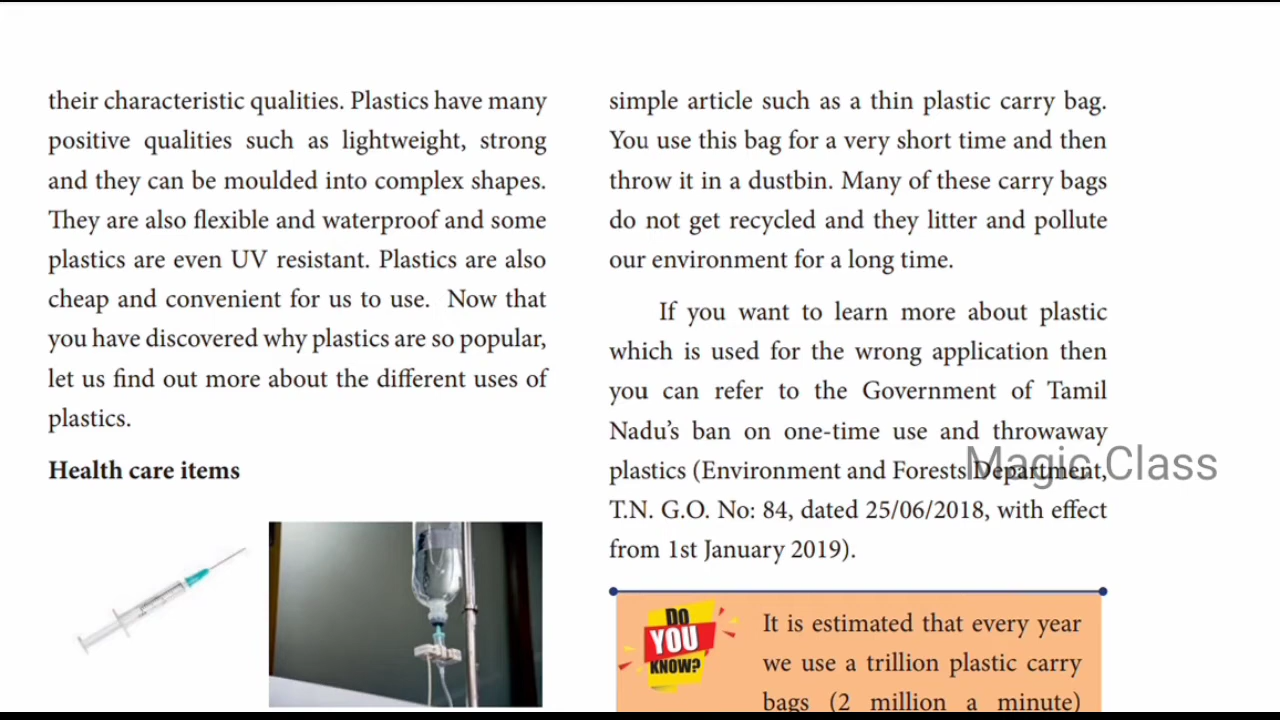 their characteristic qualities. Plastics have many
positive qualities such as lightweight, strong
and they can be moulded into complex shapes.
They are also flexible and waterproof and some
plastics are even UV resistant. Plastics are also
cheap and convenient for us to use. Now that
you have discovered why plastics are so popular,
let us find out more about the different uses of
plastics.
Health care items
simple article such as a thin plastic carry bag.
You use this bag for a very short time and then
throw it in a dustbin. Many of these carry bags
do not get recycled and they litter and pollute
our environment for a long time.
If you want to learn more about plastic
which is used for the wrong application then
you can refer to the Government of Tamil
Nadu's ban on one-time use and throwaway
plastics (Environment and Forests Department,
T.N. G.O. No: 84, dated 25/06/2018, with effect
from 1st January 2019).
Magic Class
DO
YOU
KNOW?
It is estimated that every year
we use a trillion plastic carry
bags (2 million a minute)